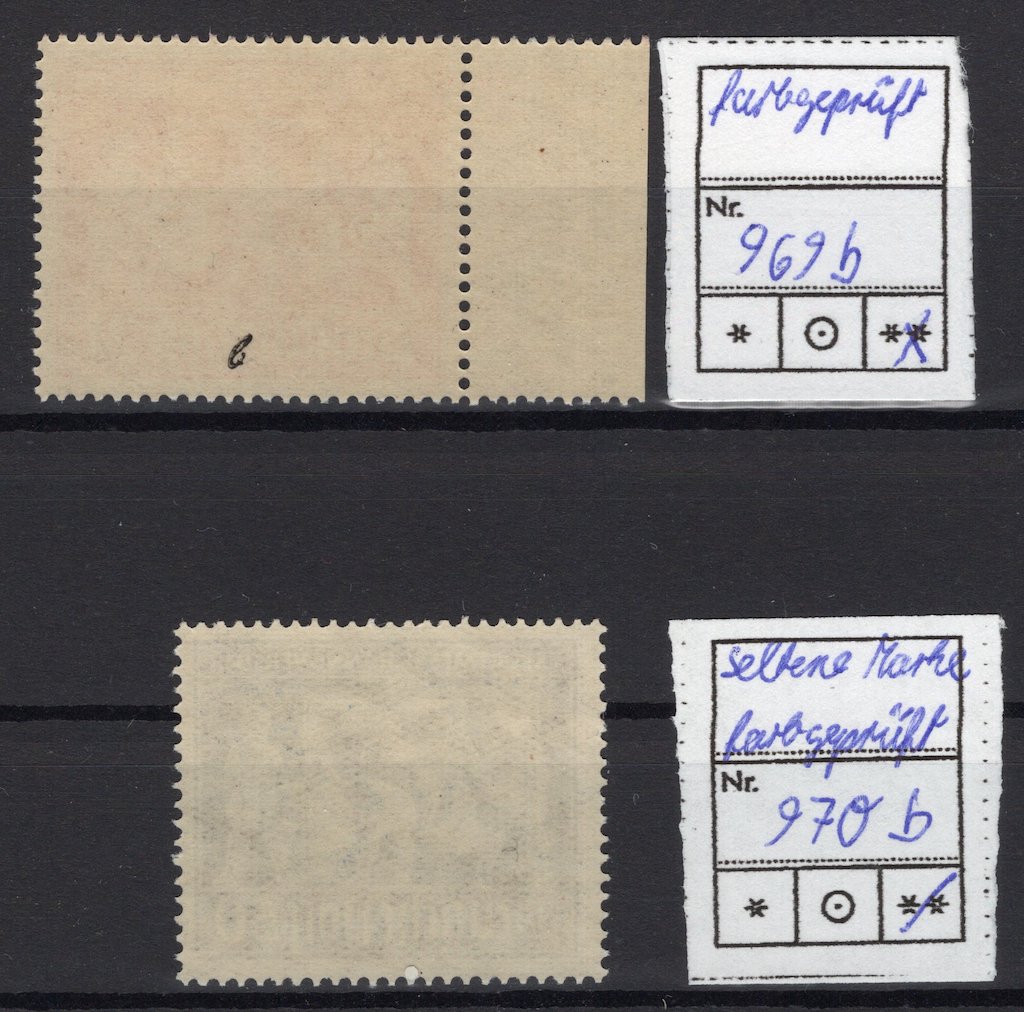 farbgeprüft
Nr.
969 b
* ⊙ **
b
seltene Marke
farbgeprüft
Nr.
970 b
* ⊙ **